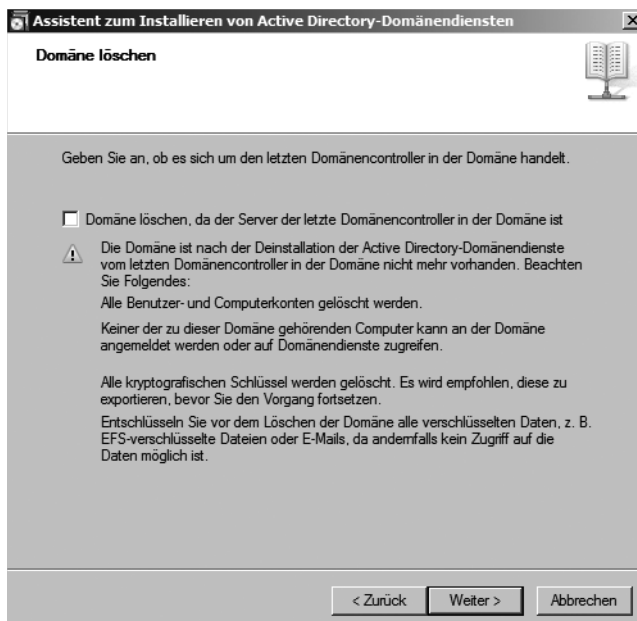 Assistent zum Installieren von Active Directory-Domänendiensten
Domäne löschen
Geben Sie an, ob es sich um den letzten Domänencontroller in der Domäne handelt.
Domäne löschen, da der Server der letzte Domänencontroller in der Domäne ist
Die Domäne ist nach der Deinstallation der Active Directory-Domänendienste
vom letzten Domänencontroller in der Domäne nicht mehr vorhanden. Beachten
Sie Folgendes:
Alle Benutzer- und Computerkonten gelöscht werden.
Keiner der zu dieser Domäne gehörenden Computer kann an der Domäne
angemeldet werden oder auf Domänendienste zugreifen.
Alle kryptografischen Schlüssel werden gelöscht. Es wird empfohlen, diese zu
exportieren, bevor Sie den Vorgang fortsetzen.
Entschlüsseln Sie vor dem Löschen der Domäne alle verschlüsselten Daten, z. B.
EFS-verschlüsselte Dateien oder E-Mails, da andernfalls kein Zugriff auf die
Daten möglich ist.
< Zurück Weiter > Abbrechen